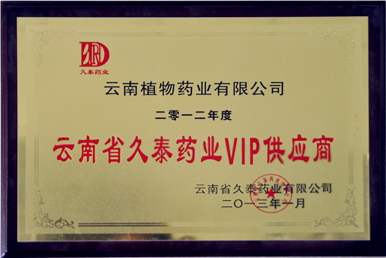 久泰药业
云南植物药业有限公司
二零一二年度
云南省久泰药业VIP供应商
云南省久泰药业有限公司
二〇一三年一月